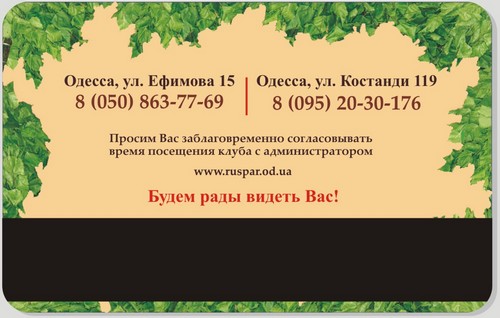 Одесса, ул. Ефимова 15
8 (050) 863-77-69
Одесса, ул. Костанди 119
8 (095) 20-30-176
Просим Вас заблаговременно согласовывать
время посещения клуба с администратором
www.ruspar.od.ua
Будем рады видеть Вас!